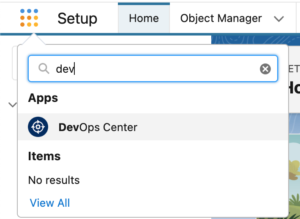 Setup Home Object Manager
dev
Apps
DevOps Center
Items
No results
View All